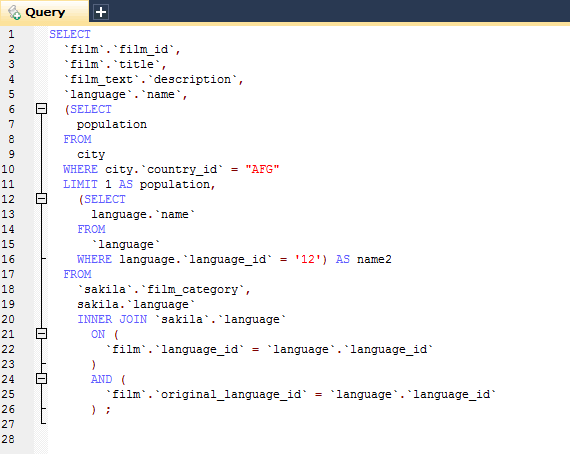 Query
1 SELECT
2 `film`.`film_id`,
3 `film`.`title`,
4 `film_text`.`description`,
5 `language`.`name`,
6 (SELECT
7 population
8 FROM
9 city
10 WHERE city.`country_id` = "AFG"
11 LIMIT 1 AS population,
12 (SELECT
13 language.`name`
14 FROM
15 `language`
16 WHERE language.`language_id` = '12') AS name2
17 FROM
18 `sakila`.`film_category`,
19 sakila.`language`
20 INNER JOIN `sakila`.`language`
21 ON (
22 `film`.`language_id` = `language`.`language_id`
23 )
24 AND (
25 `film`.`original_language_id` = `language`.`language_id`
26 ) ;
27
28